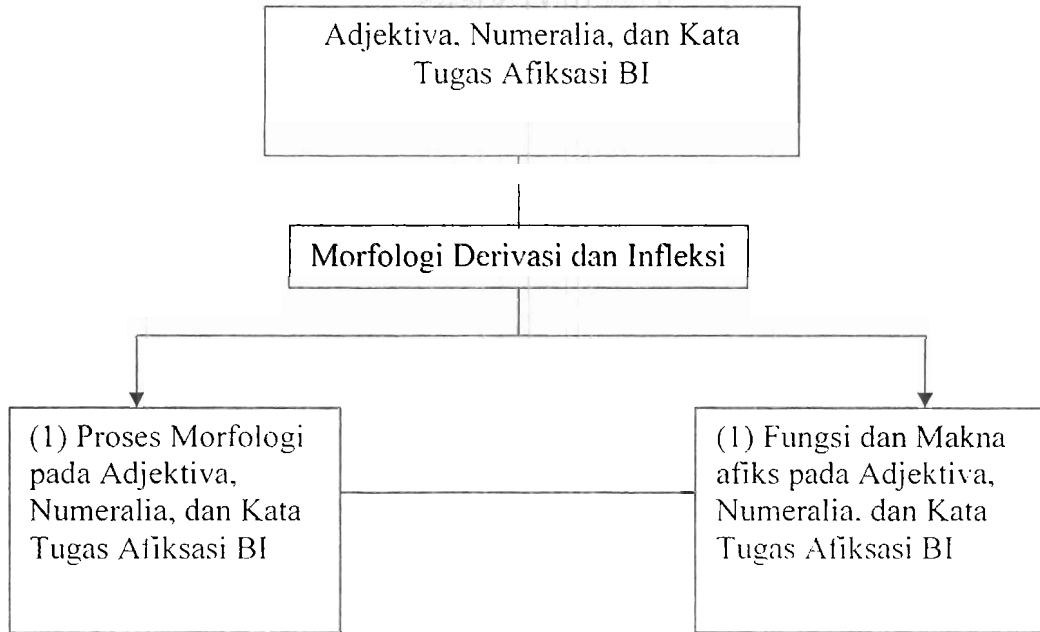 Adjektiva, Numeralia, dan Kata
Tugas Afiksasi BI
Morfologi Derivasi dan Infleksi
(1) Proses Morfologi
pada Adjektiva,
Numeralia, dan Kata
Tugas Afiksasi BI
(1) Fungsi dan Makna
afiks pada Adjektiva,
Numeralia, dan Kata
Tugas Afiksasi BI